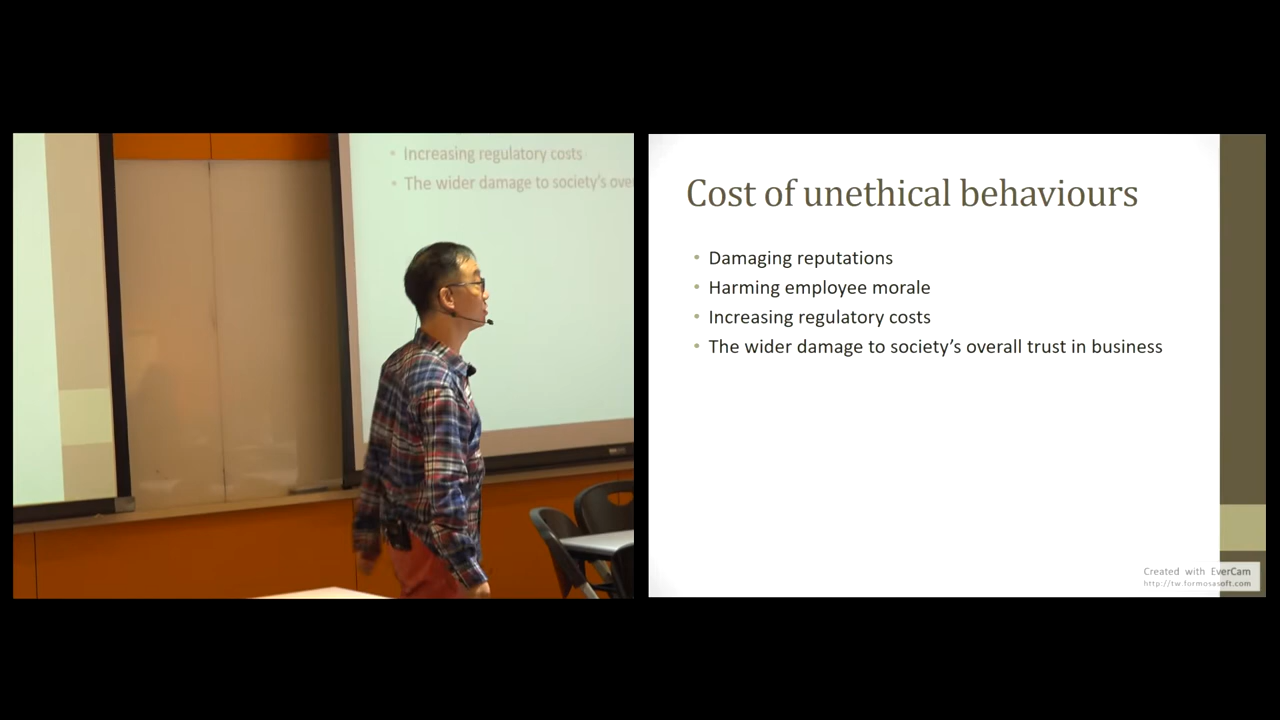 Increasing regulatory costs
The wider damage to society's ove
Cost of unethical behaviours
• Damaging reputations
• Harming employee morale
• Increasing regulatory costs
• The wider damage to society’s overall trust in business
Created with EverCam
http://tw.formosasoft.com